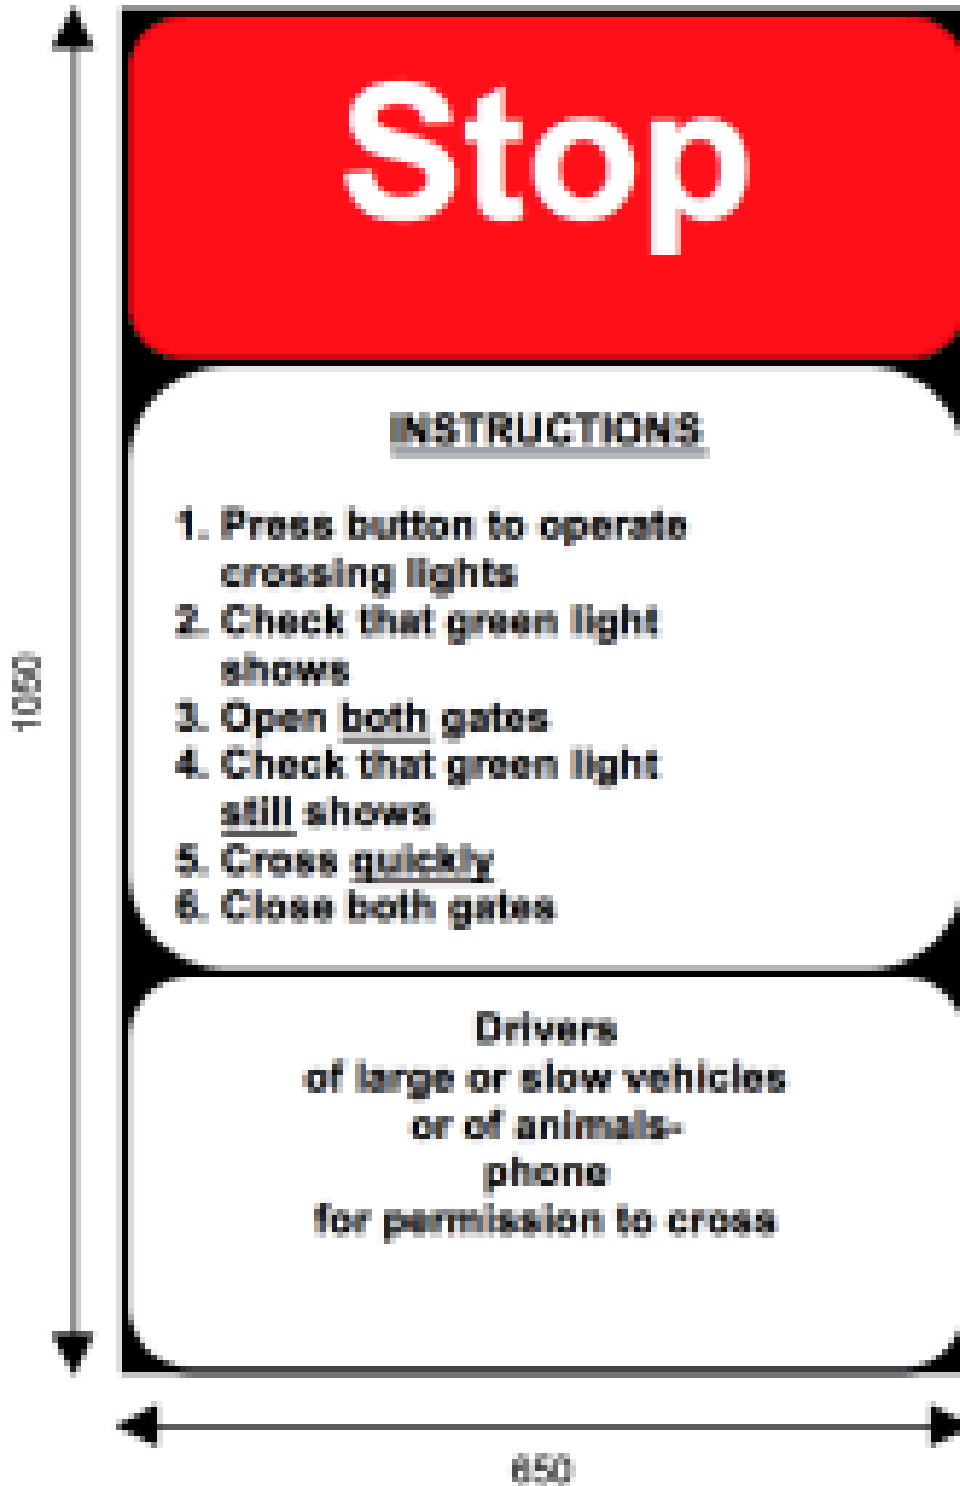 Stop
INSTRUCTIONS
1. Press button to operate
crossing lights
2. Check that green light
shows
3. Open both gates
4. Check that green light
still shows
5. Cross quickly
6. Close both gates
Drivers
of large or slow vehicles
or of animals-
phone
for permission to cross
1050
650